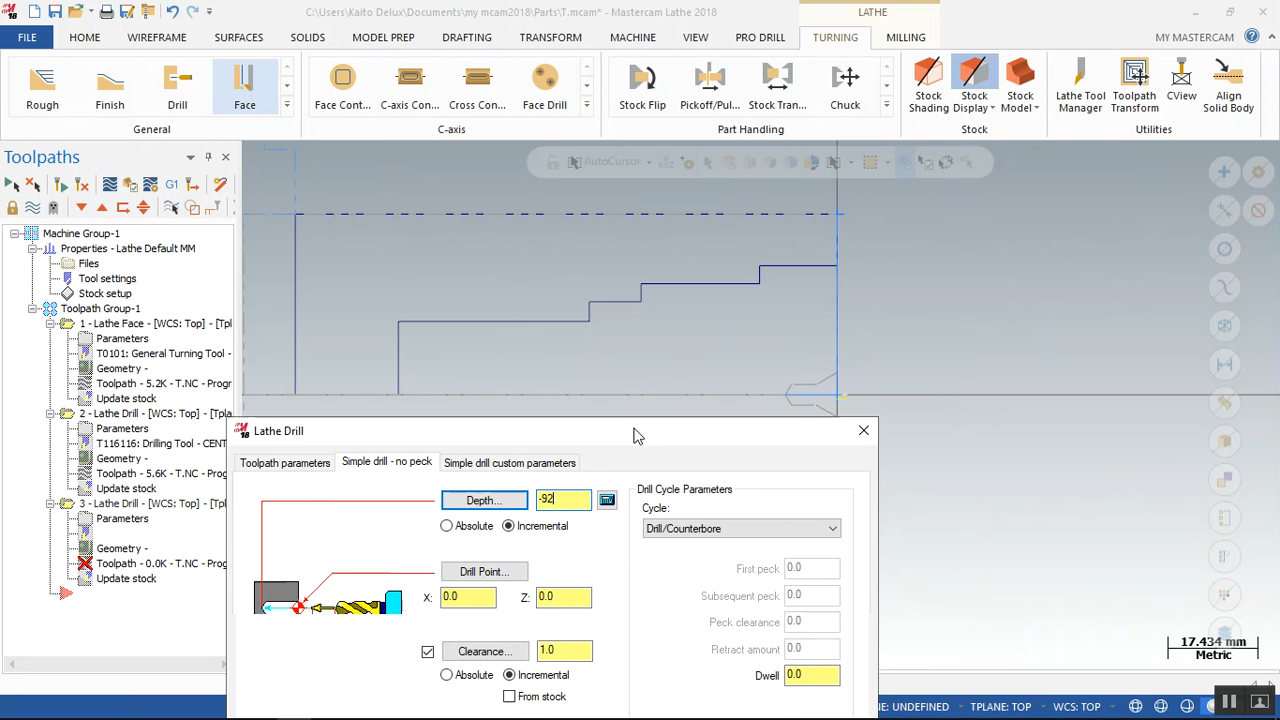 18
C:\Users\Kaito Delux\Documents\my mcam2018\Parts\T.mcam* - Mastercam Lathe 2018
LATHE
FILE HOME WIREFRAME SURFACES SOLIDS MODEL PREP DRAFTING TRANSFORM MACHINE VIEW PRO DRILL TURNING MILLING MY MASTERCAM
Rough Finish Drill Face
Face Cont... C-axis Con... Cross Con... Face Drill
Stock Flip Pickoff/Pul... Stock Tran... Chuck
Stock Shading Stock Display Stock Model
Lathe Tool Manager Toolpath Transform CView Align Solid Body
General C-axis Part Handling Stock Utilities
Toolpaths
AutoCursor
G1
Machine Group-1
Properties - Lathe Default MM
Files
Tool settings
Stock setup
Toolpath Group-1
1 - Lathe Face - [WCS: Top] - [Tpl
Parameters
T0101: General Turning Tool -
Geometry -
Toolpath - 5.2K - T.NC - Progr
Update stock
2 - Lathe Drill - [WCS: Top] - [Tpl
Parameters
T116116: Drilling Tool - CENT
Geometry -
Toolpath - 5.6K - T.NC - Progr
Update stock
3 - Lathe Drill - [WCS: Top] - [Tpl
Parameters
Geometry -
Toolpath - 0.0K - T.NC - Progr
Update stock
18 Lathe Drill
Toolpath parameters Simple drill - no peck Simple drill custom parameters
Depth... -92
Absolute Incremental
Drill Point...
X: 0.0 Z: 0.0
Clearance... 1.0
Absolute Incremental
From stock
Drill Cycle Parameters
Cycle:
Drill/Counterbore
First peck 0.0
Subsequent peck 0.0
Peck clearance 0.0
Retract amount 0.0
Dwell 0.0
17.434 mm
Metric
NE: UNDEFINED TPLANE: TOP WCS: TOP